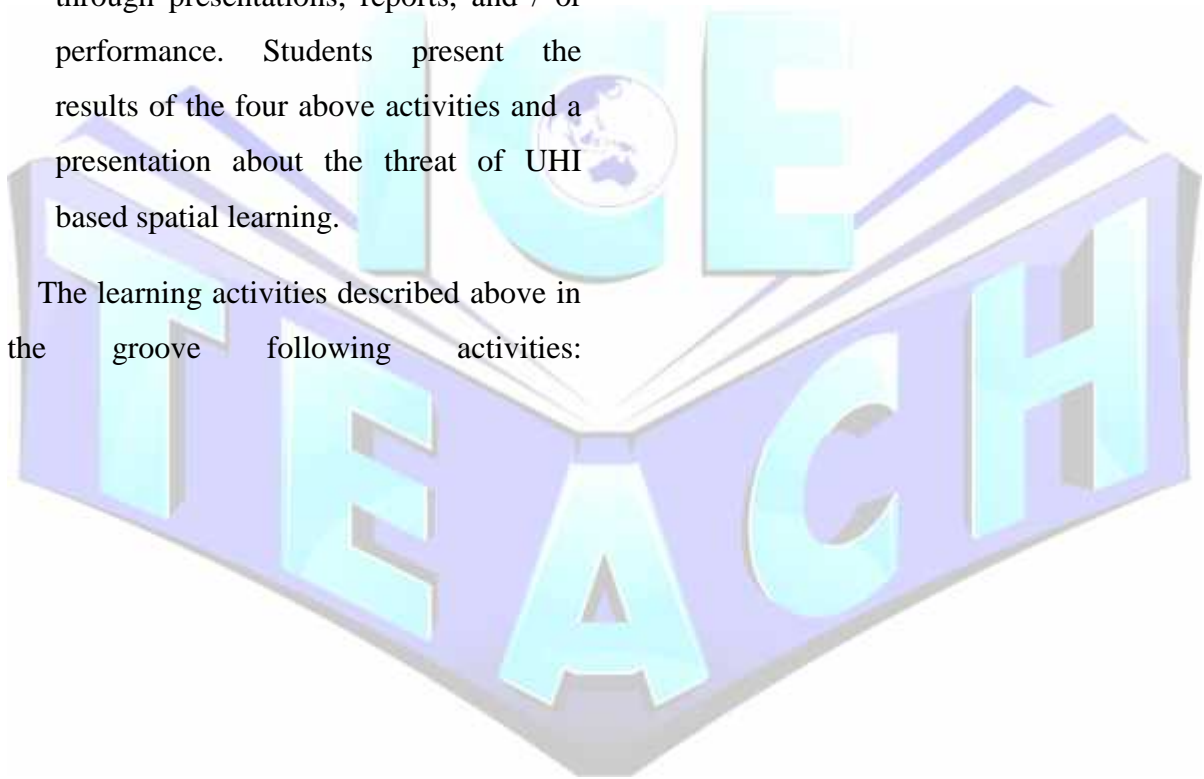 through presentations, reports, and / or
performance. Students present the
results of the four above activities and a
presentation about the threat of UHI
based spatial learning.
The learning activities described above in
the groove following activities:
ICE
TEACH